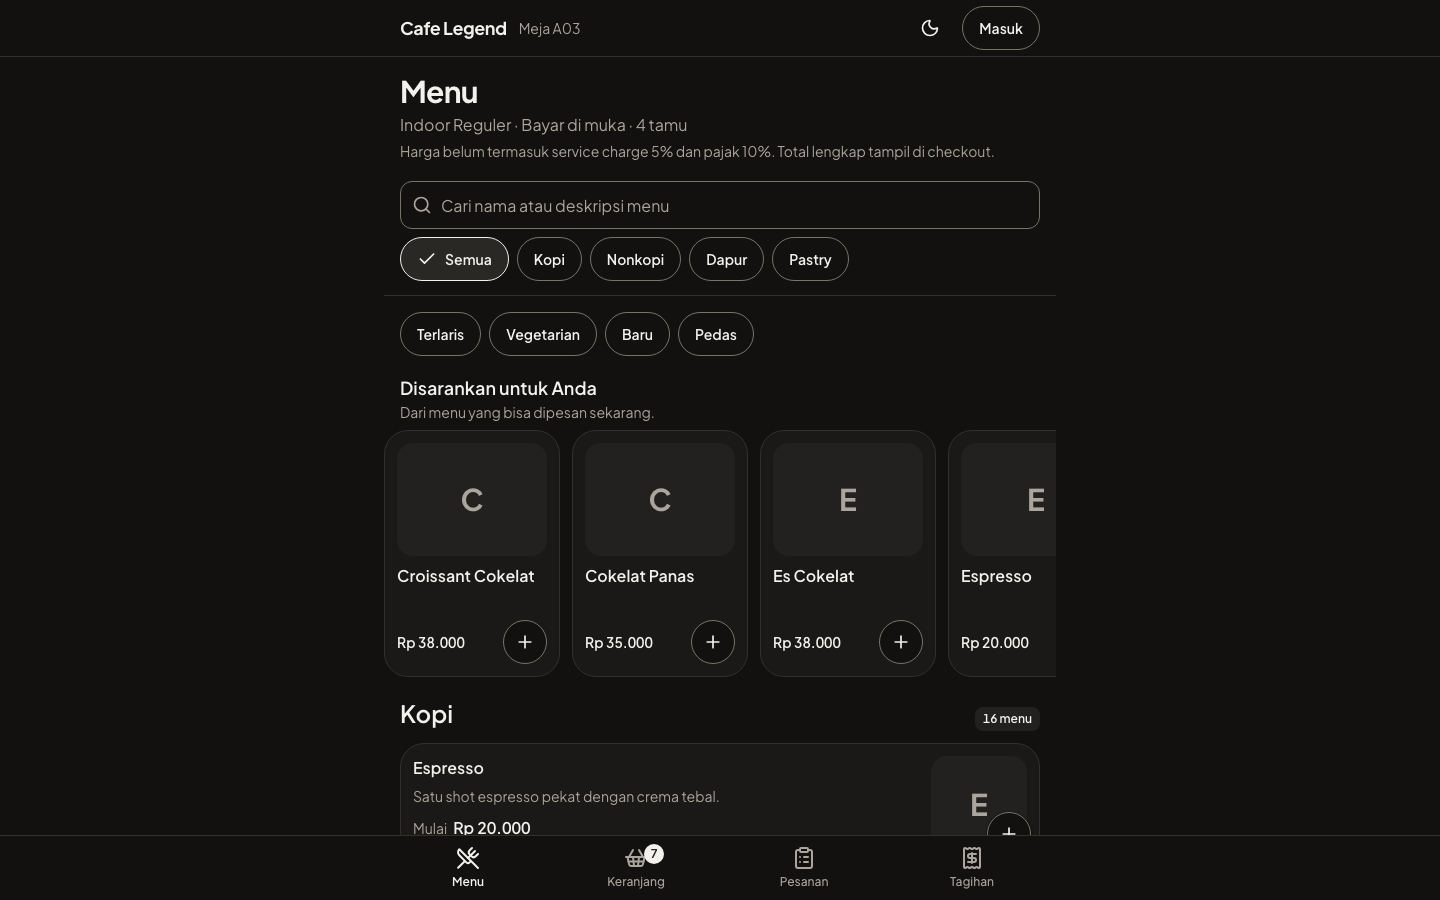 Cafe Legend Meja A03
Masuk
Menu
Indoor Reguler · Bayar di muka · 4 tamu
Harga belum termasuk service charge 5% dan pajak 10%. Total lengkap tampil di checkout.
Cari nama atau deskripsi menu
Semua Kopi Nonkopi Dapur Pastry
Terlaris Vegetarian Baru Pedas
Disarankan untuk Anda
Dari menu yang bisa dipesan sekarang.
C C E E
Croissant Cokelat Cokelat Panas Es Cokelat Espresso
Rp 38.000 Rp 35.000 Rp 38.000 Rp 20.000
Kopi
16 menu
Espresso
Satu shot espresso pekat dengan crema tebal.
E
Mulai Rp 20.000
7
Menu Keranjang Pesanan Tagihan